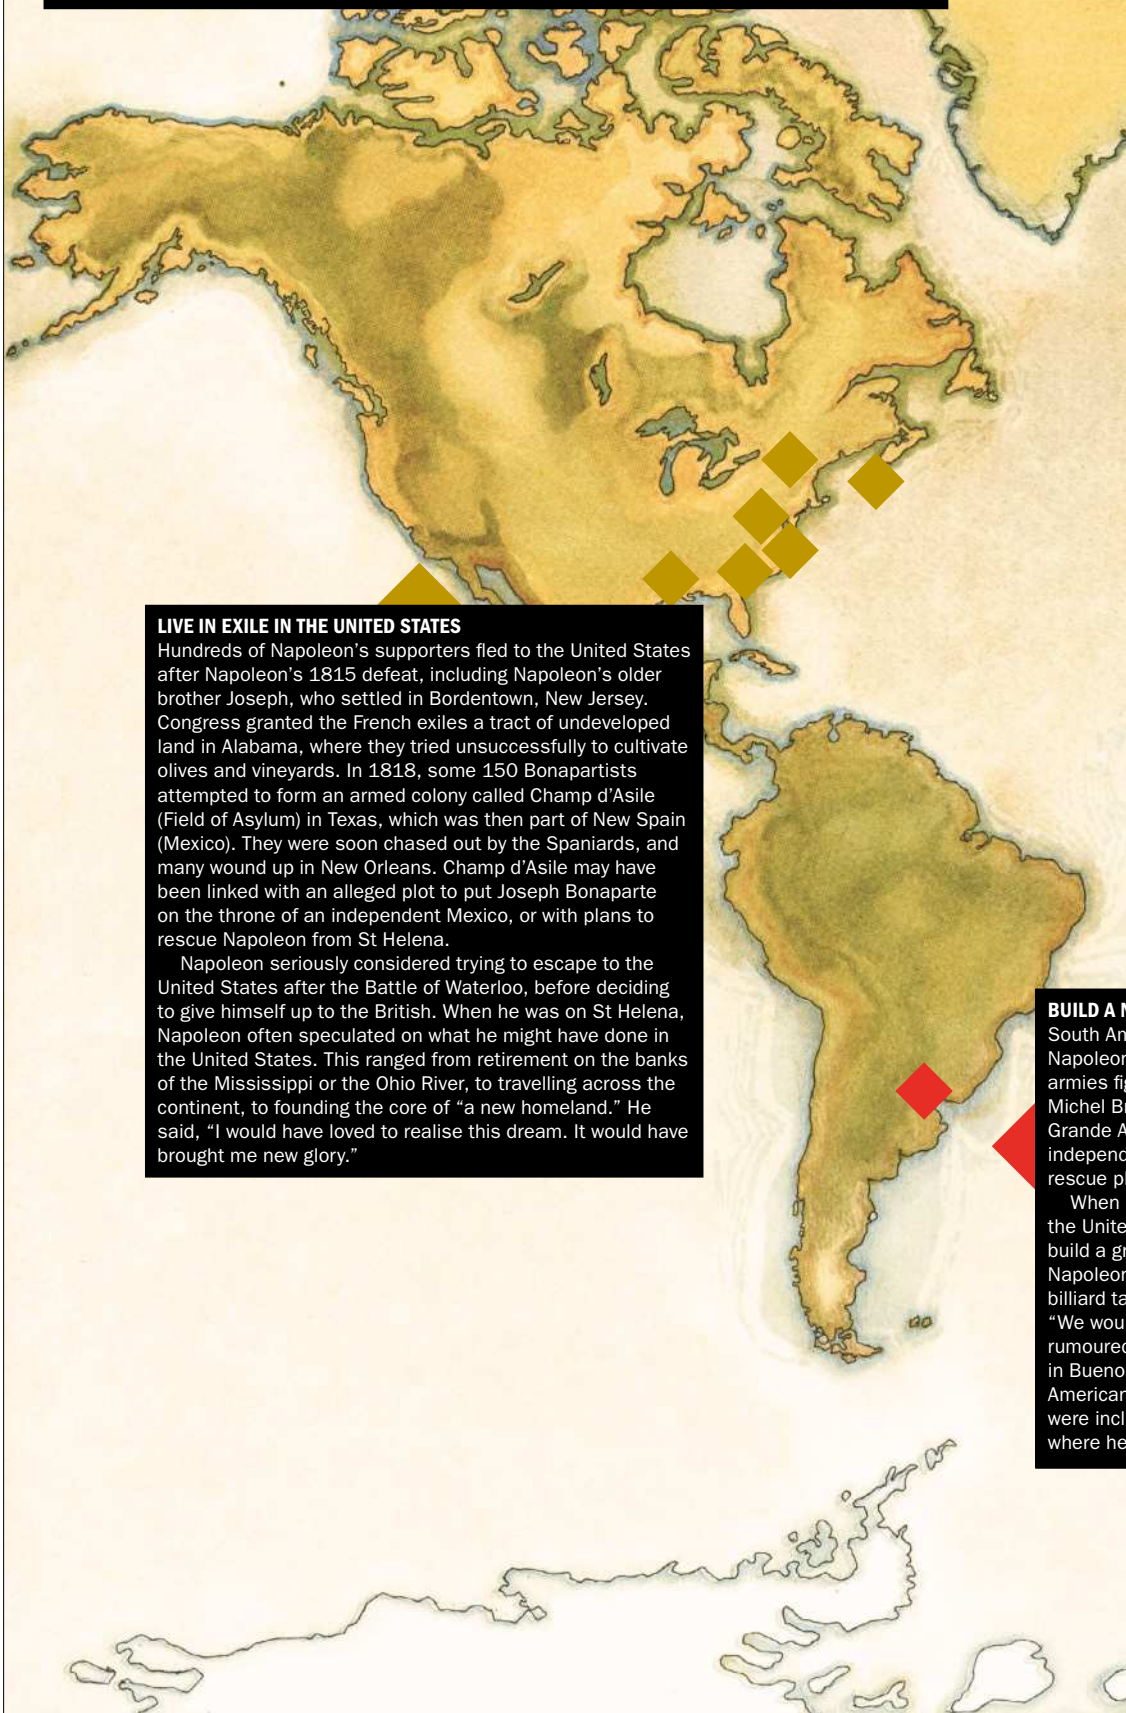 LIVE IN EXILE IN THE UNITED STATES
Hundreds of Napoleon’s supporters fled to the United States
after Napoleon’s 1815 defeat, including Napoleon’s older
brother Joseph, who settled in Bordentown, New Jersey.
Congress granted the French exiles a tract of undeveloped
land in Alabama, where they tried unsuccessfully to cultivate
olives and vineyards. In 1818, some 150 Bonapartists
attempted to form an armed colony called Champ d’Asile
(Field of Asylum) in Texas, which was then part of New Spain
(Mexico). They were soon chased out by the Spaniards, and
many wound up in New Orleans. Champ d’Asile may have
been linked with an alleged plot to put Joseph Bonaparte
on the throne of an independent Mexico, or with plans to
rescue Napoleon from St Helena.
Napoleon seriously considered trying to escape to the
United States after the Battle of Waterloo, before deciding
to give himself up to the British. When he was on St Helena,
Napoleon often speculated on what he might have done in
the United States. This ranged from retirement on the banks
of the Mississippi or the Ohio River, to travelling across the
continent, to founding the core of “a new homeland.” He
said, “I would have loved to realise this dream. It would have
brought me new glory.”
BUILD A
South
Napoleon
armies
Michel
Grande
rescue
When
the
build a
Napoleon
billiard
“We
in
were
where he